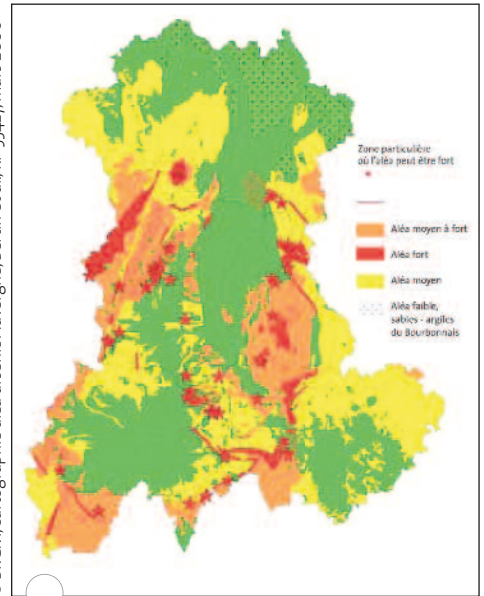 Zone particulière
où l'aléa peut être fort
Aléa moyen à fort
Aléa fort
Aléa moyen
Aléa faible,
sables - argiles
du Bourbonnais